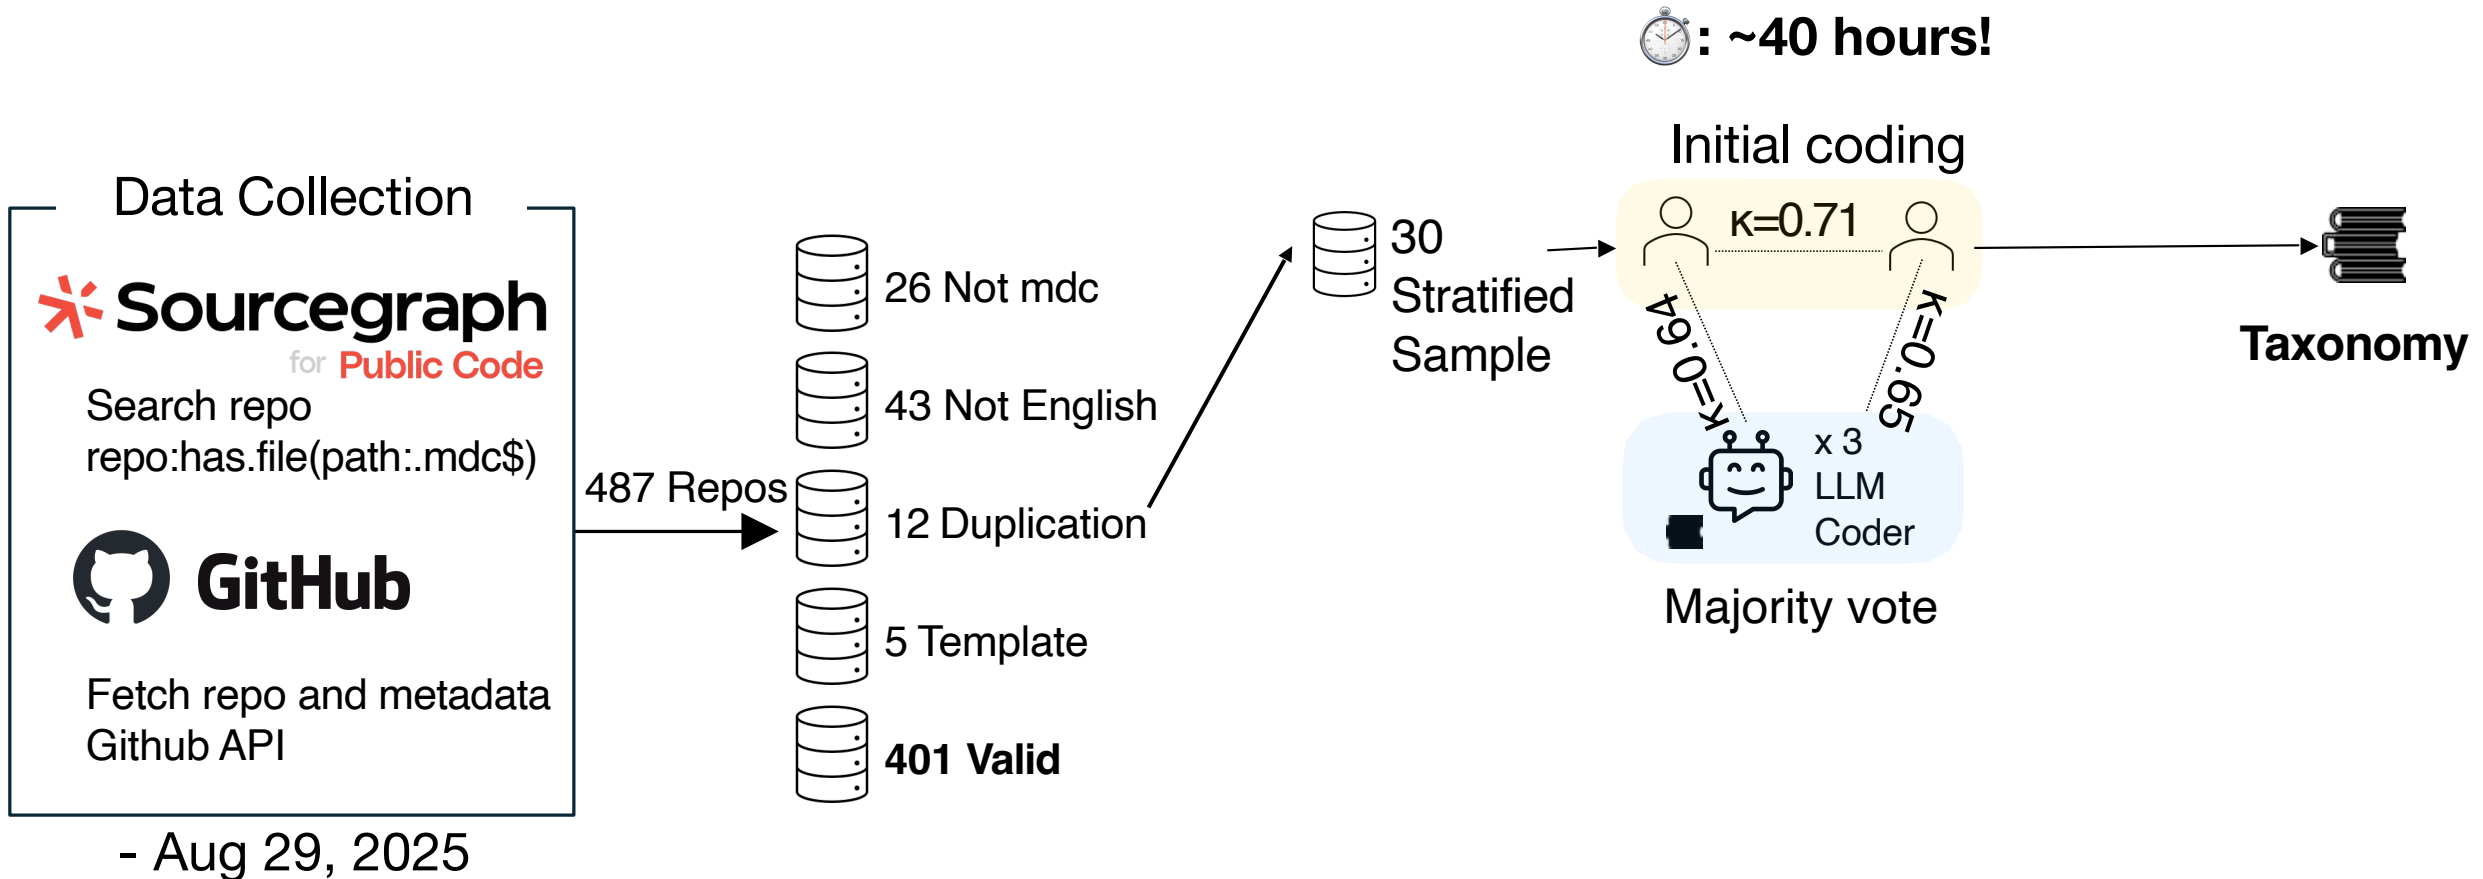 : ~40 hours!
Initial coding
Data Collection
κ=0.71
Sourcegraph
for Public Code
Search repo
repo:has.file(path:.mdc$)
GitHub
Fetch repo and metadata
Github API
- Aug 29, 2025
487 Repos
26 Not mdc
43 Not English
12 Duplication
5 Template
401 Valid
30
Stratified
Sample
κ=0.64
κ=0.65
x 3
LLM
Coder
Majority vote
Taxonomy